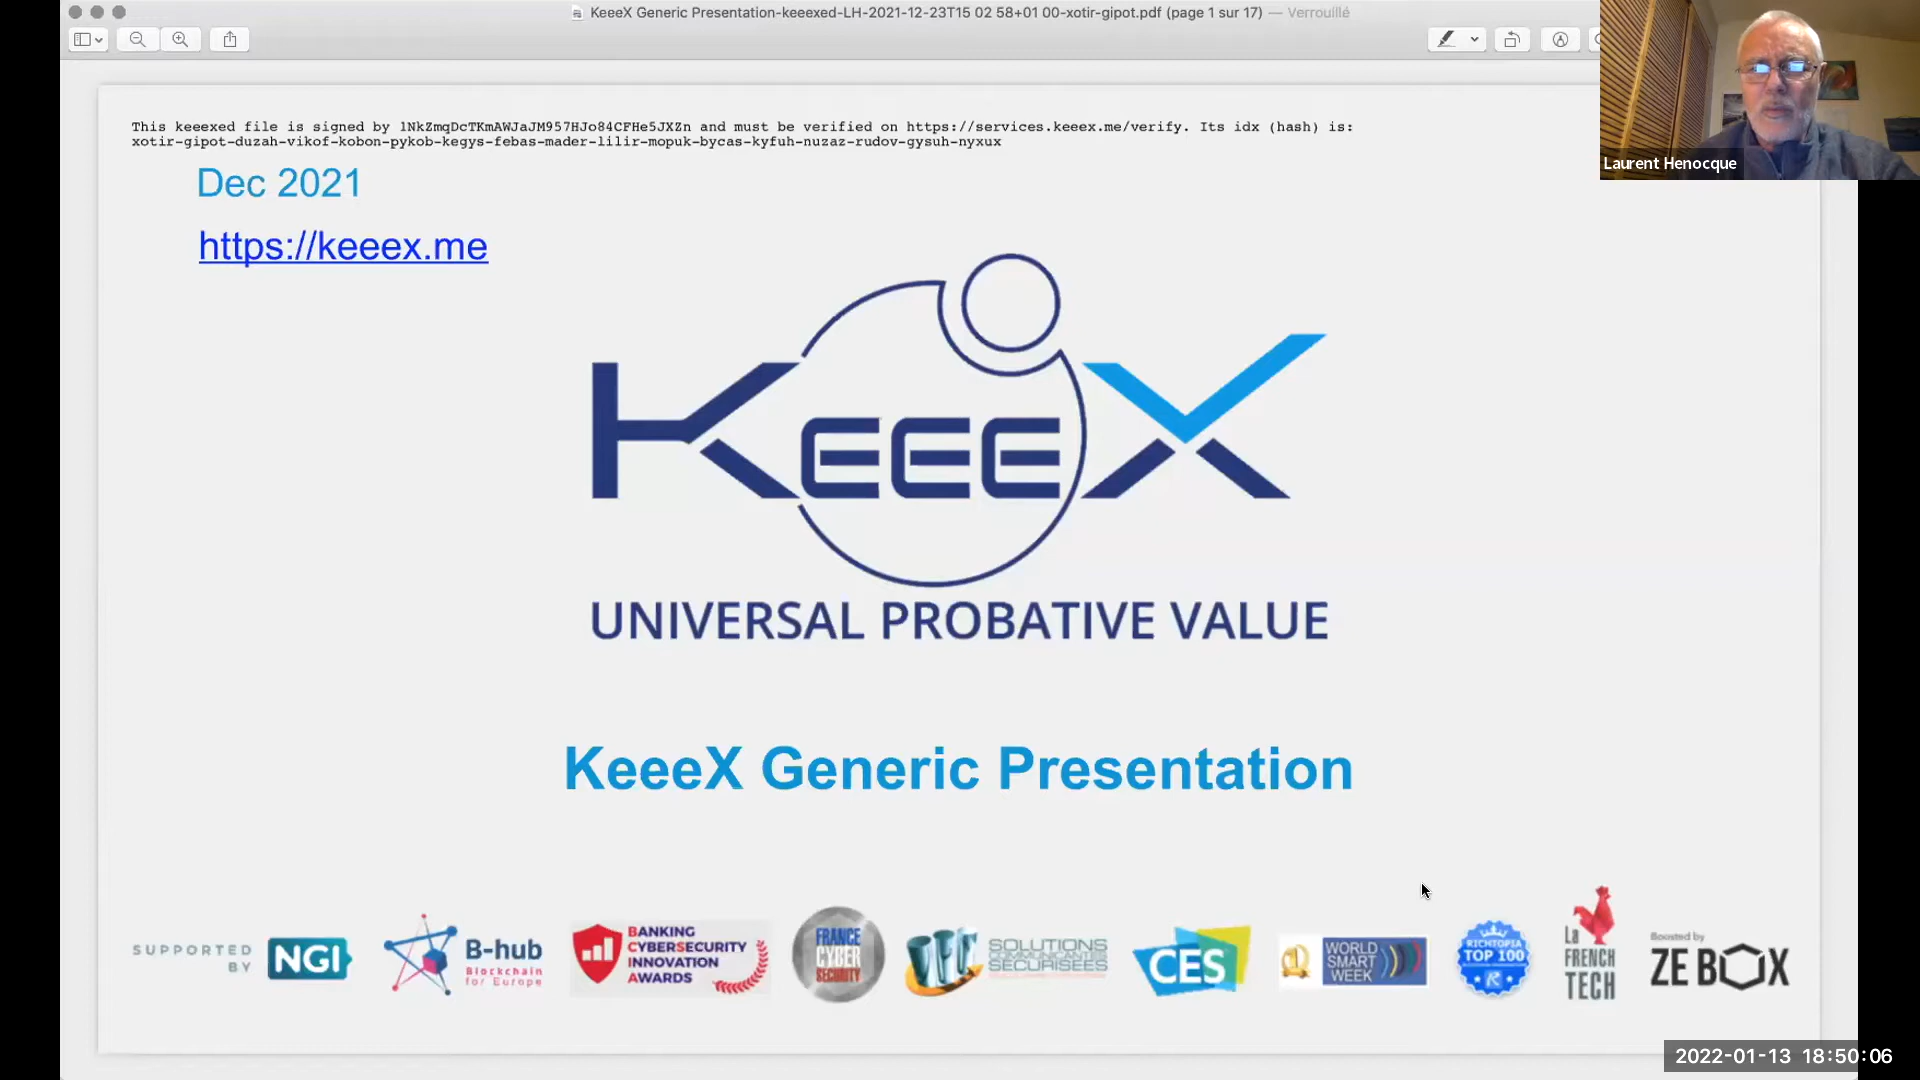 KeeeX Generic Presentation-keeexed-LH-2021-12-23T15 02 58+01 00-xotir-gipot.pdf (page 1 sur 17) — Verrouillé
Laurent Henocque
This keeexed file is signed by 1NkZmqDcTKmAWJaJM957HJo84CFHe5JXZn and must be verified on https://services.keeex.me/verify. Its idx (hash) is:
xotir-gipot-duzah-vikof-kobon-pykob-kegys-febas-mader-lilir-mopuk-bycas-kyfuh-nuzaz-rudov-gysuh-nyxux
Dec 2021
https://keeex.me
KEEEX
UNIVERSAL PROBATIVE VALUE
KeeeX Generic Presentation
SUPPORTED
BY
NGI
B-hub
Blockchain
for Europe
BANKING
CYBERSECURITY
INNOVATION
AWARDS
FRANCE
CYBER
SECURITY
SOLUTIONS
COMMUNICANTES
SECURISEES
CES
WORLD
SMART
WEEK
RICHTOPIA
TOP 100
R
La
FRENCH
TECH
Boosted by
ZE BOX
2022-01-13 18:50:06